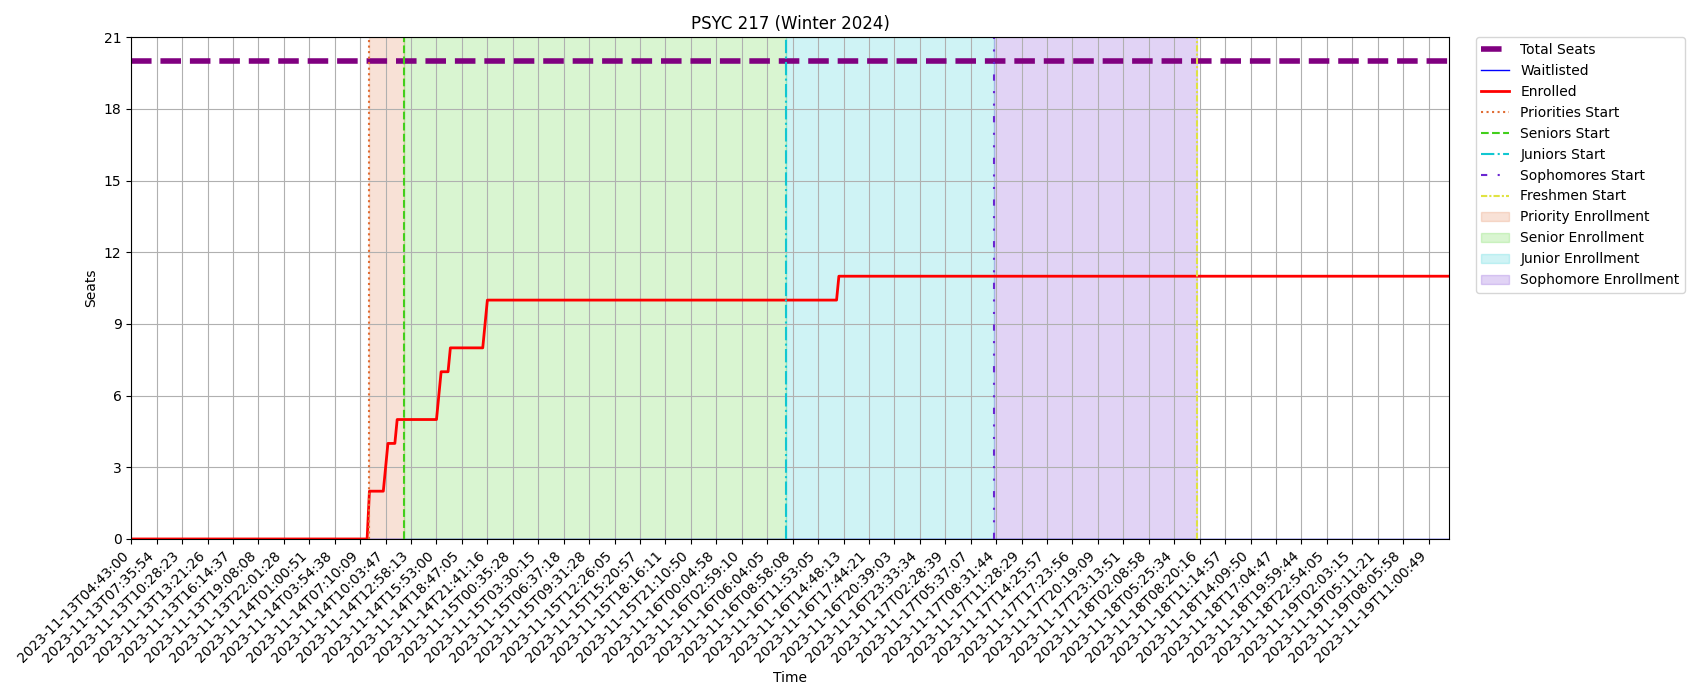 PSYC 217 (Winter 2024)
21
18
15
12
9
6
3
0
Seats
2023-11-13T04:43:00
2023-11-13T07:35:54
2023-11-13T10:28:23
2023-11-13T13:21:26
2023-11-13T16:14:37
2023-11-13T19:08:08
2023-11-13T22:01:28
2023-11-14T01:00:51
2023-11-14T03:54:38
2023-11-14T07:10:09
2023-11-14T10:03:47
2023-11-14T12:58:13
2023-11-14T15:53:00
2023-11-14T18:47:05
2023-11-14T21:41:16
2023-11-15T00:35:28
2023-11-15T03:30:15
2023-11-15T06:37:18
2023-11-15T09:31:28
2023-11-15T12:26:05
2023-11-15T15:20:57
2023-11-15T18:16:11
2023-11-15T21:10:50
2023-11-16T00:04:58
2023-11-16T02:59:10
2023-11-16T06:04:05
2023-11-16T08:58:08
2023-11-16T11:53:05
2023-11-16T14:48:13
2023-11-16T17:44:21
2023-11-16T20:39:03
2023-11-16T23:33:34
2023-11-17T02:28:39
2023-11-17T05:37:07
2023-11-17T08:31:44
2023-11-17T11:28:29
2023-11-17T14:25:57
2023-11-17T17:23:56
2023-11-17T20:19:09
2023-11-17T23:13:51
2023-11-18T02:08:58
2023-11-18T05:25:34
2023-11-18T08:20:16
2023-11-18T11:14:57
2023-11-18T14:09:50
2023-11-18T17:04:47
2023-11-18T19:59:44
2023-11-18T22:54:05
2023-11-19T02:03:15
2023-11-19T05:11:21
2023-11-19T08:05:58
2023-11-19T11:00:49
Time
Total Seats
Waitlisted
Enrolled
Priorities Start
Seniors Start
Juniors Start
Sophomores Start
Freshmen Start
Priority Enrollment
Senior Enrollment
Junior Enrollment
Sophomore Enrollment